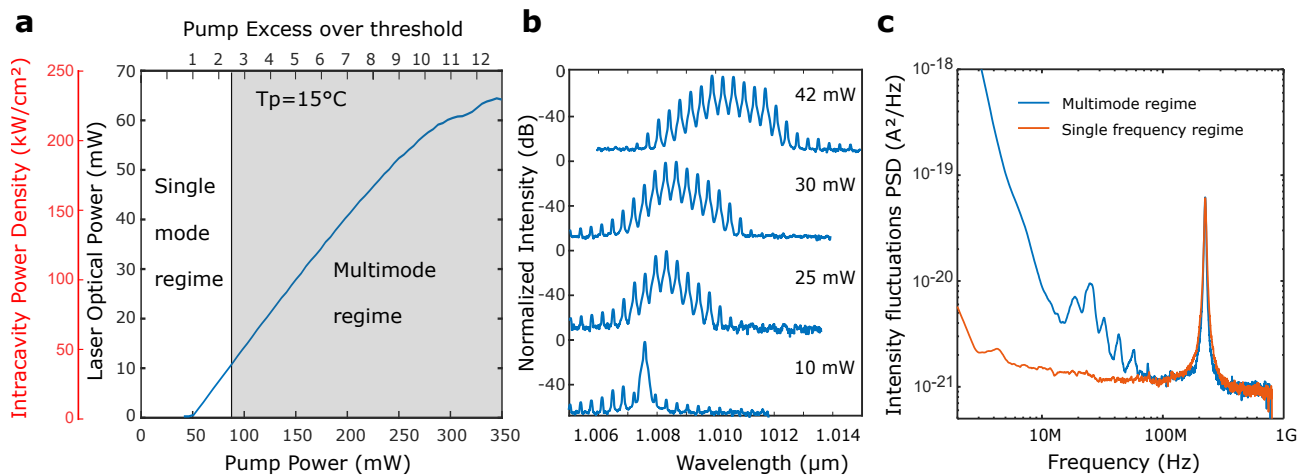 a
Pump Excess over threshold
1 2 3 4 5 6 7 8 9 10 11 12
Intracavity Power Density (kW/cm²)
250
200
150
100
50
0
Laser Optical Power (mW)
70
60
50
40
30
20
10
0
Tp=15°C
Single
mode
regime
Multimode
regime
0 50 100 150 200 250 300 350
Pump Power (mW)
b
Normalized Intensity (dB)
0
-40
0
-40
0
-40
0
-40
42 mW
30 mW
25 mW
10 mW
1.006 1.008 1.010 1012 1.014
Wavelength (µm)
c
Intensity fluctuations PSD (A²/Hz)
10-18
10-19
10-20
10-21
Multimode regime
Single frequency regime
10M 100M 1G
Frequency (Hz)